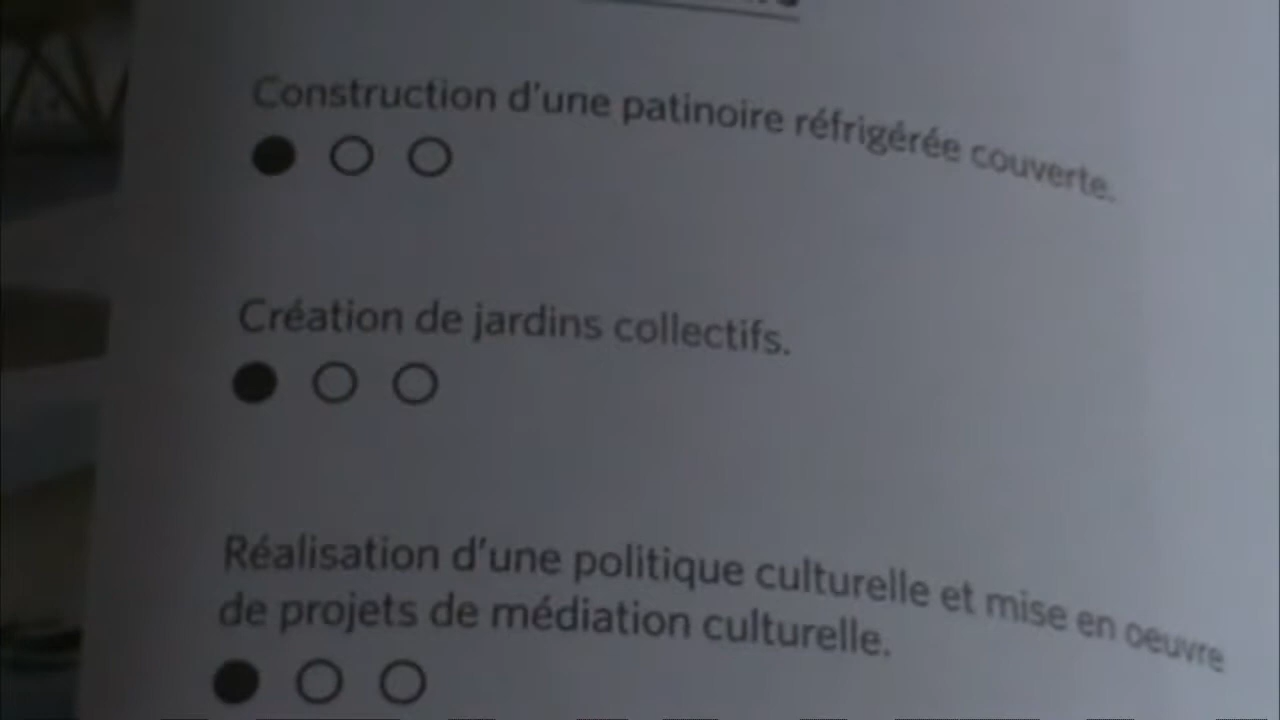 Construction d'une patinoire réfrigérée couverte.
Création de jardins collectifs.
Réalisation d'une politique culturelle et mise en oeuvre
de projets de médiation culturelle.